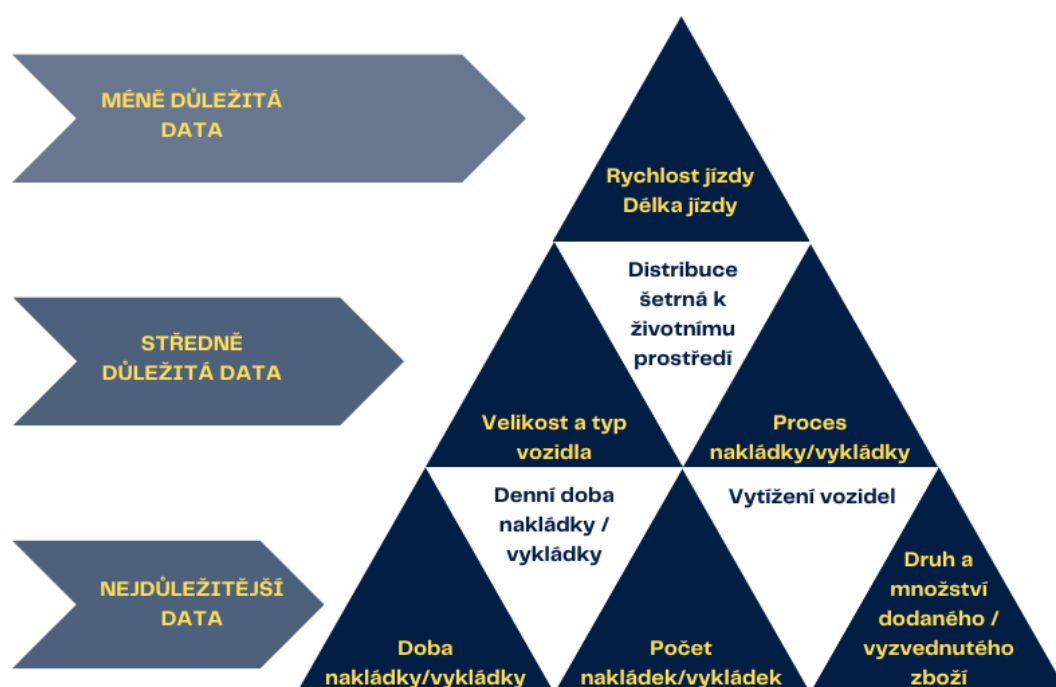 MÉNĚ DŮLEŽITÁ
DATA
Rychlost jízdy
Délka jízdy
STŘEDNĚ
DŮLEŽITÁ DATA
Distribuce
šetrná k
životnímu
prostředí
Velikost a typ
vozidla
Proces
nakládky/vykládky
NEJDŮLEŽITĚJŠÍ
DATA
Denní doba
nakládky /
vykládky
Vytížení vozidel
Doba
nakládky/vykládky
Počet
nakládek/vykládek
Druh a
množství
dodaného /
vyzvednutého
zboží